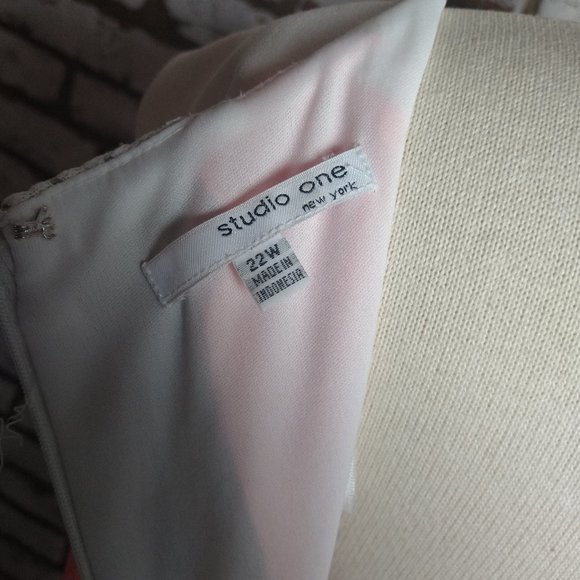 studio one
new york
22W
MADE IN
INDONESIA